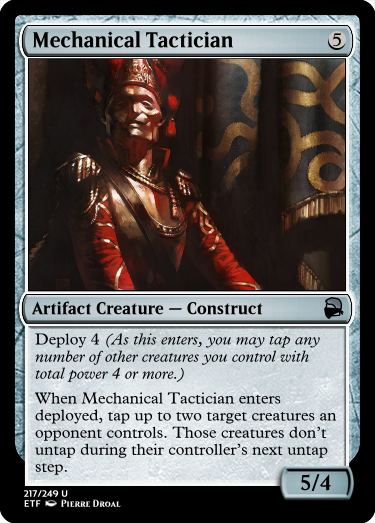 Mechanical Tactician 5
Artifact Creature — Construct
Deploy 4 (As this enters, you may tap any
number of other creatures you control with
total power 4 or more.)
When Mechanical Tactician enters
deployed, tap up to two target creatures an
opponent controls. Those creatures don't
untap during their controller's next untap
step.
5/4
217/249 U
ETF Pierre Droal